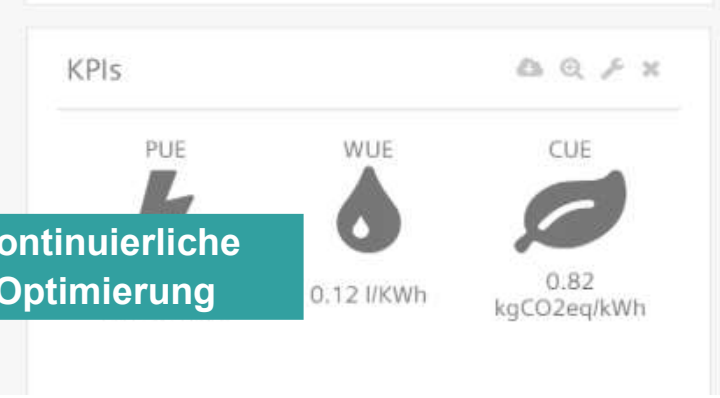 KPIs
PUE
WUE
CUE
ontinuierliche
Optimierung
0.12 l/KWh
0.82
kgCO2eq/kWh